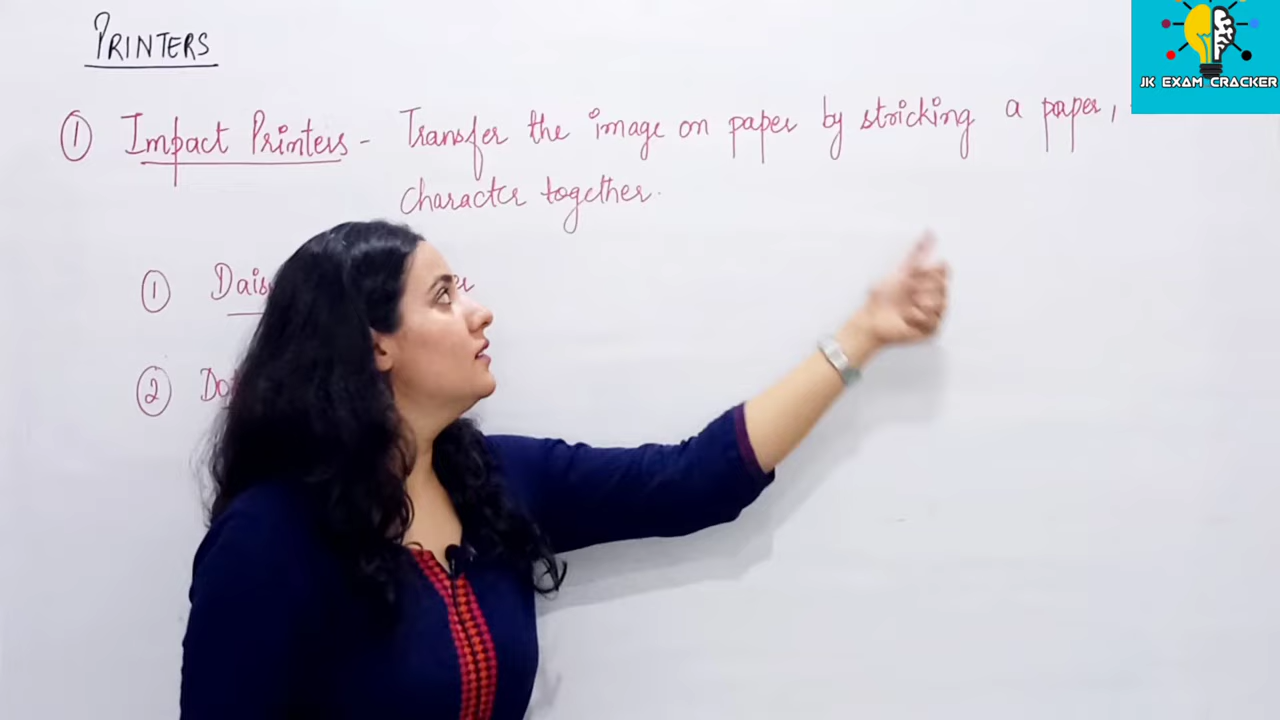 PRINTERS
JK EXAM CRACKER
① Impact Printers - Transfer the image on paper by stricking a paper,
character together.
①
②